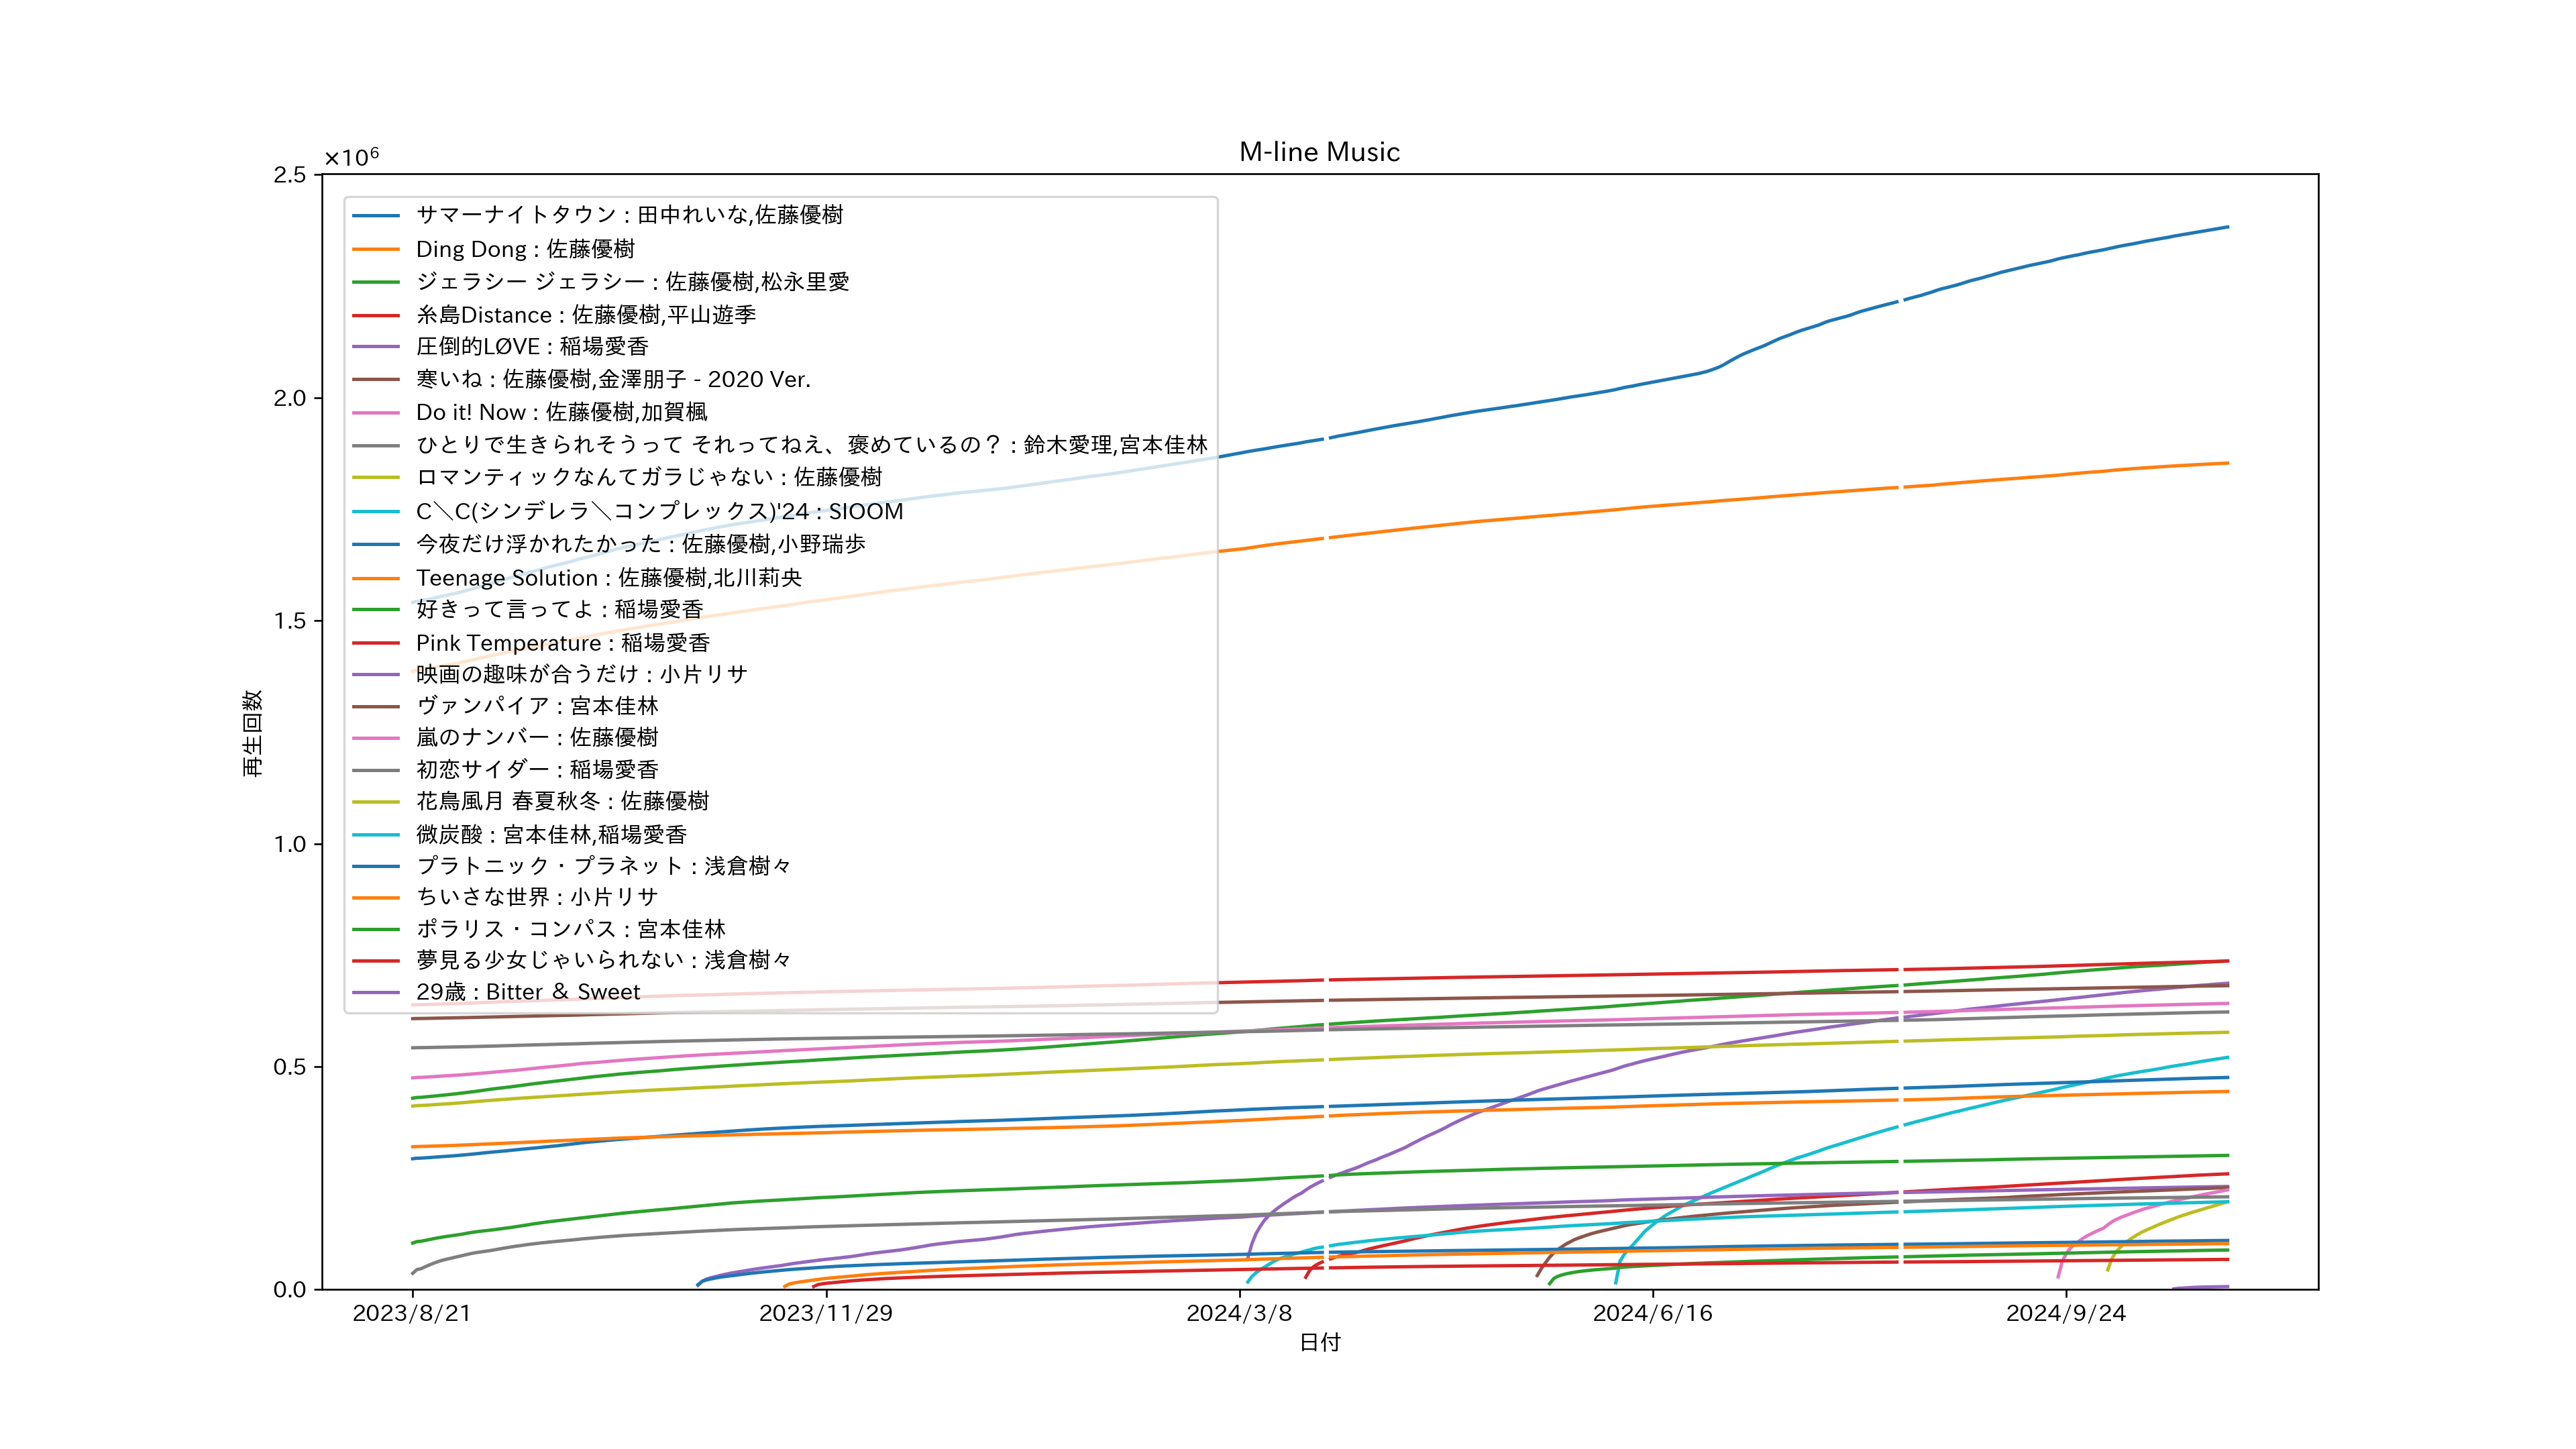 M-line Music
×10⁶
2.5
2.0
1.5
1.0
0.5
0.0
再生回数
サマーナイトタウン : 田中れいな,佐藤優樹
Ding Dong : 佐藤優樹
ジェラシー ジェラシー : 佐藤優樹,松永里愛
糸島Distance : 佐藤優樹,平山遊季
圧倒的LØVE : 稲場愛香
寒いね : 佐藤優樹,金澤朋子 - 2020 Ver.
Do it! Now : 佐藤優樹,加賀楓
ひとりで生きられそうって それってねえ、褒めているの？ : 鈴木愛理,宮本佳林
ロマンティックなんてガラじゃない : 佐藤優樹
C＼C(シンデレラ＼コンプレックス)'24 : SIOOM
今夜だけ浮かれたかった : 佐藤優樹,小野瑞歩
Teenage Solution : 佐藤優樹,北川莉央
好きって言ってよ : 稲場愛香
Pink Temperature : 稲場愛香
映画の趣味が合うだけ : 小片リサ
ヴァンパイア : 宮本佳林
嵐のナンバー : 佐藤優樹
初恋サイダー : 稲場愛香
花鳥風月 春夏秋冬 : 佐藤優樹
微炭酸 : 宮本佳林,稲場愛香
プラトニック・プラネット : 浅倉樹々
ちいさな世界 : 小片リサ
ポラリス・コンパス : 宮本佳林
夢見る少女じゃいられない : 浅倉樹々
29歳 : Bitter ＆ Sweet
2023/8/21
2023/11/29
2024/3/8
2024/6/16
2024/9/24
日付